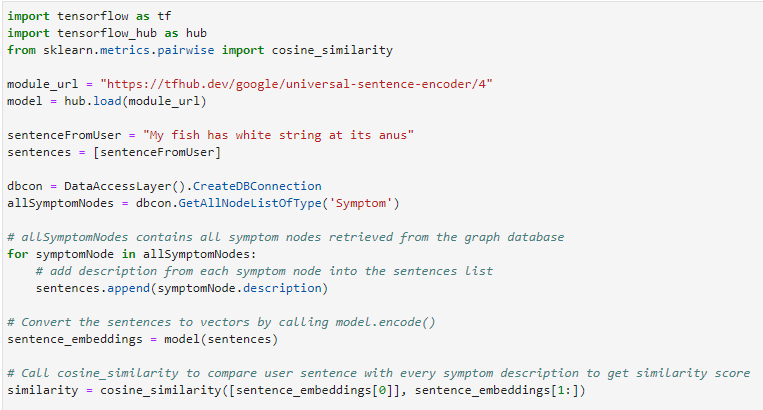 import tensorflow as tf
import tensorflow_hub as hub
from sklearn.metrics.pairwise import cosine_similarity
module_url = "https://tfhub.dev/google/universal-sentence-encoder/4"
model = hub.load(module_url)
sentenceFromUser = "My fish has white string at its anus"
sentences = [sentenceFromUser]
dbcon = DataAccessLayer().CreateDBConnection
allSymptomNodes = dbcon.GetAllNodeListOfType('Symptom')
# allSymptomNodes contains all symptom nodes retrieved from the graph database
for symptomNode in allSymptomNodes:
    # add description from each symptom node into the sentences list
    sentences.append(symptomNode.description)
# Convert the sentences to vectors by calling model.encode()
sentence_embeddings = model(sentences)
# Call cosine_similarity to compare user sentence with every symptom description to get similarity score
similarity = cosine_similarity([sentence_embeddings[0]], sentence_embeddings[1:])